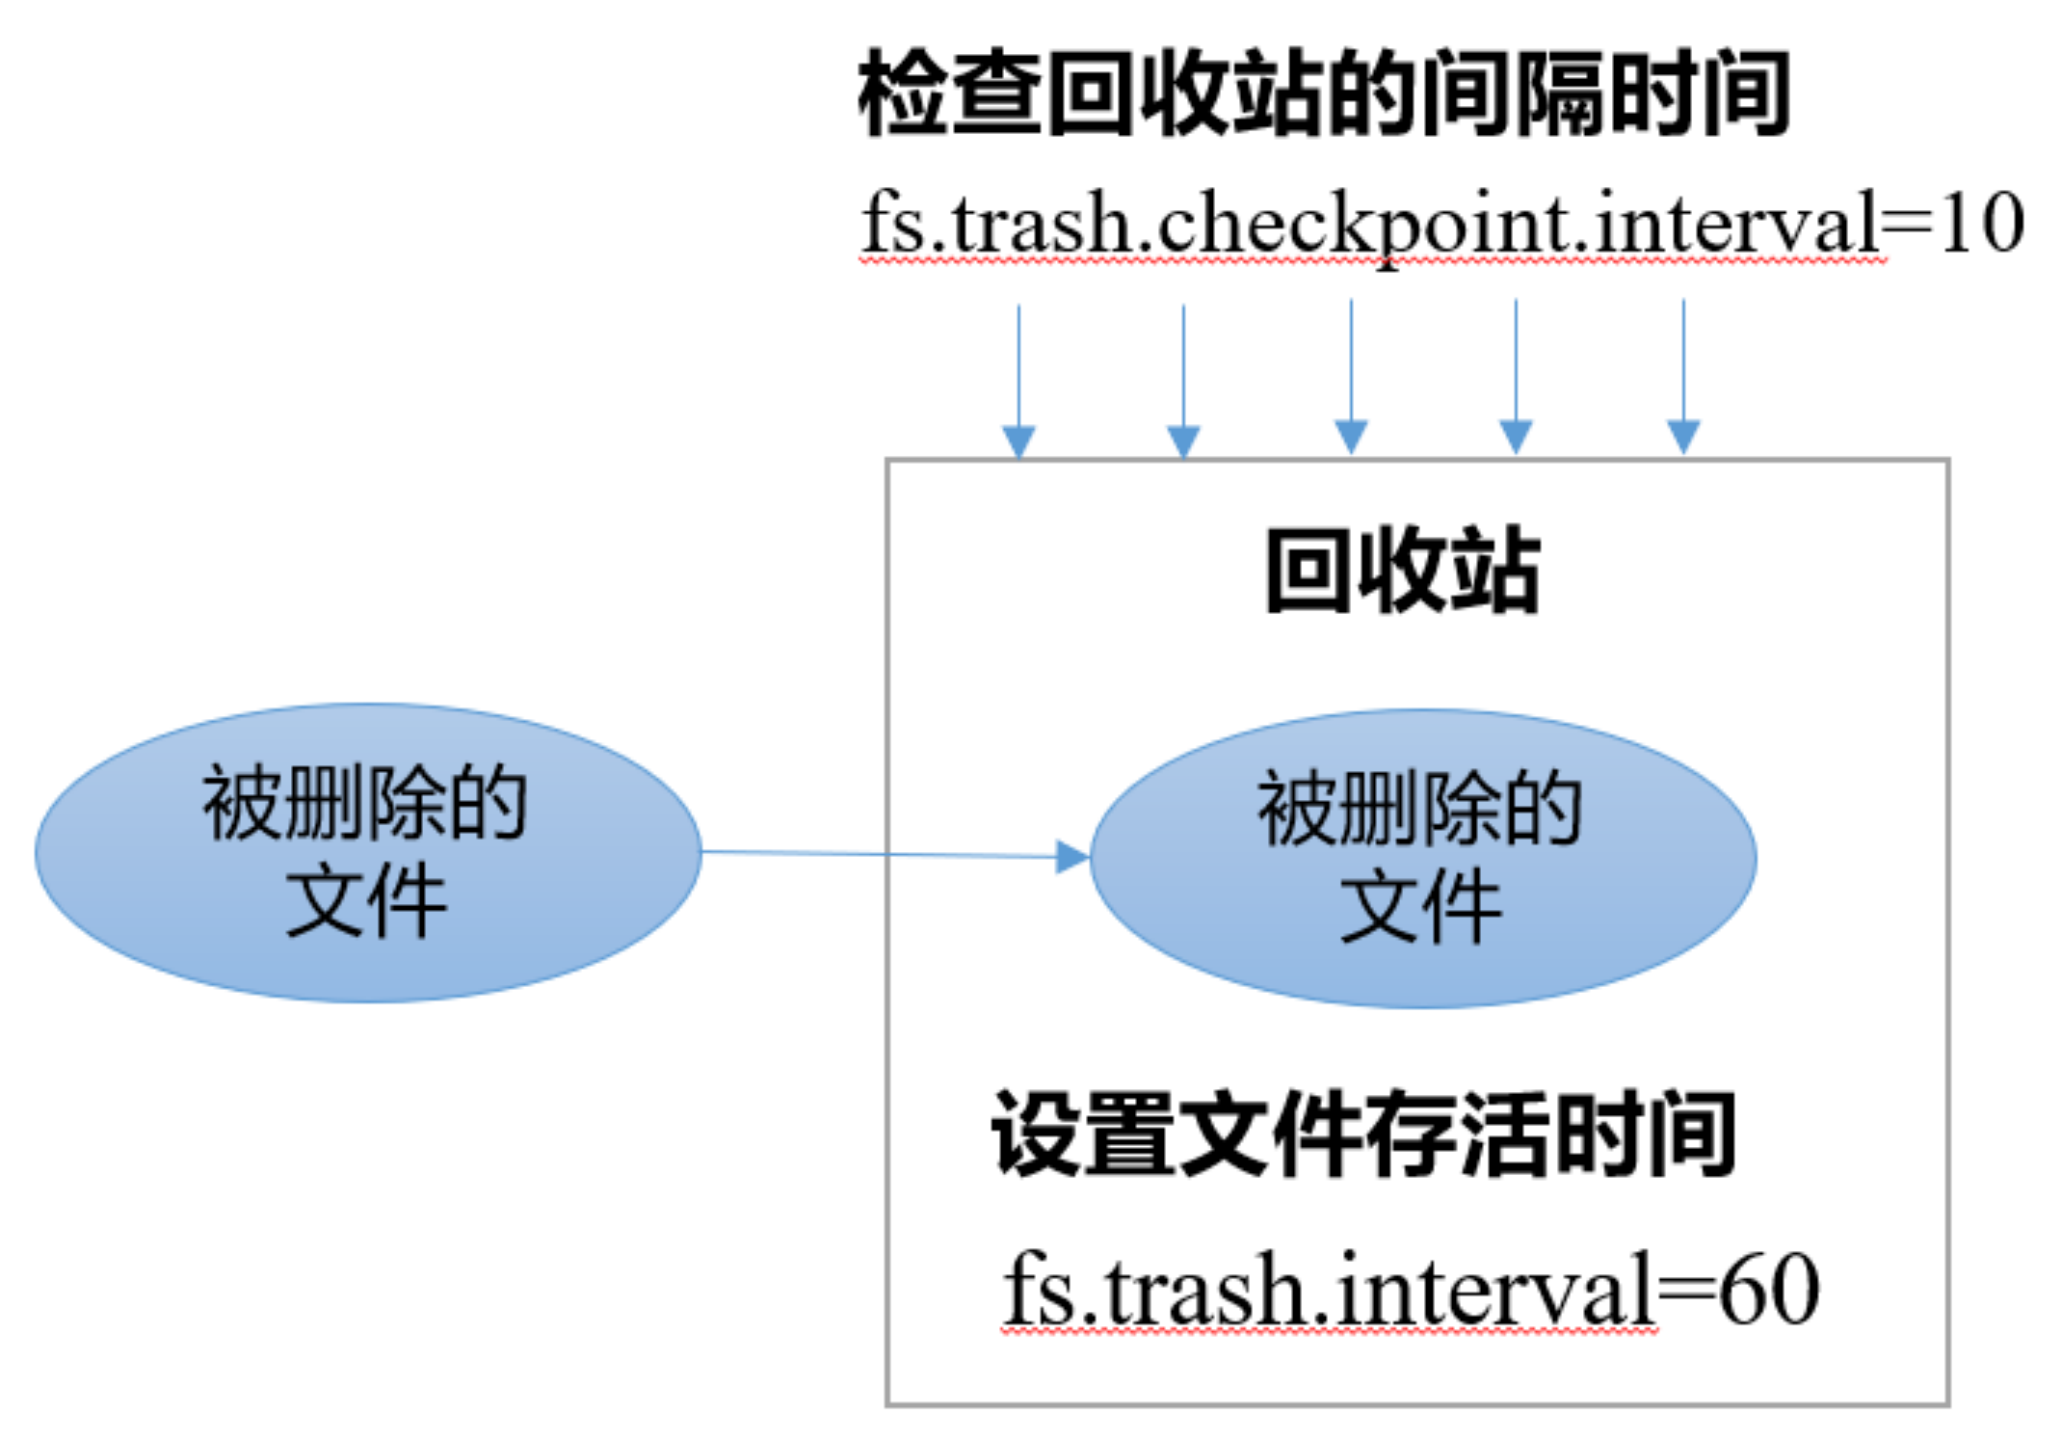 检查回收站的间隔时间
fs.trash.checkpoint.interval=10
回收站
被删除的
文件
被删除的
文件
设置文件存活时间
fs.trash.interval=60